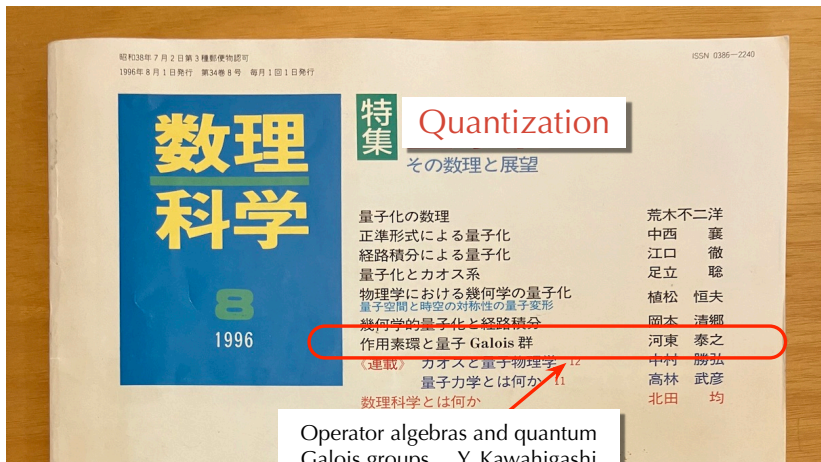 昭和38年7月2日第3種郵便物認可
1996年8月1日発行 第34巻8号 毎月1回1日発行
ISSN 0386-2240
数理
科学
8
1996
特集
Quantization
その数理と展望
量子化の数理 荒木不二洋
正準形式による量子化 中西 襄
経路積分による量子化 江口 徹
量子化とカオス系 足立 聡
物理学における幾何学の量子化 植松 恒夫
量子空間と時空の対称性の量子変形
幾何学的量子化と経路積分 岡本 清郷
作用素環と量子 Galois 群 河東 泰之
《連載》 カオスと量子物理学 12 中村 勝弘
量子力学とは何か 11 高林 武彦
数理科学とは何か 北田 均
Operator algebras and quantum
Galois groups Y. Kawahigashi